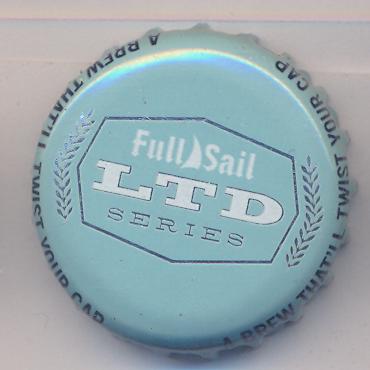 Full Sail
LTD
SERIES
A BREW THAT'LL TWIST YOUR CAP
A BREW THAT'LL TWIST YOUR CAP